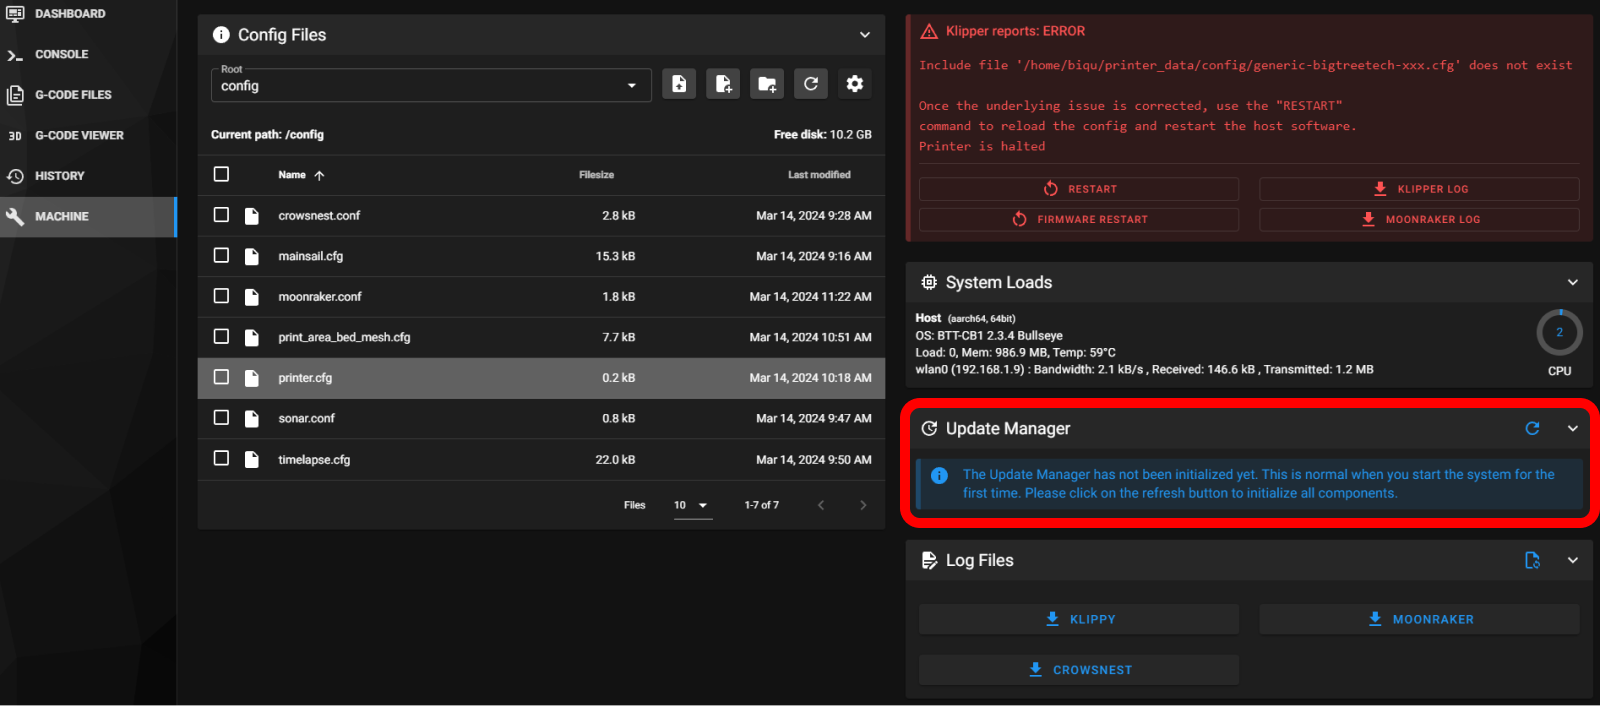 DASHBOARD
CONSOLE
G-CODE FILES
3D G-CODE VIEWER
HISTORY
MACHINE
Config Files
Root
config
Current path: /config Free disk: 10.2 GB
Name Filesize Last modified
crowsnest.conf 2.8 kB Mar 14, 2024 9:28 AM
mainsail.cfg 15.3 kB Mar 14, 2024 9:16 AM
moonraker.conf 1.8 kB Mar 14, 2024 11:22 AM
print_area_bed_mesh.cfg 7.7 kB Mar 14, 2024 10:51 AM
printer.cfg 0.2 kB Mar 14, 2024 10:18 AM
sonar.conf 0.8 kB Mar 14, 2024 9:47 AM
timelapse.cfg 22.0 kB Mar 14, 2024 9:50 AM
Files 10 1-7 of 7
Klipper reports: ERROR
Include file '/home/biqu/printer_data/config/generic-bigtreetech-xxx.cfg' does not exist
Once the underlying issue is corrected, use the "RESTART"
command to reload the config and restart the host software.
Printer is halted
RESTART KLIPPER LOG
FIRMWARE RESTART MOONRAKER LOG
System Loads
Host (aarch64, 64bit)
OS: BTT-CB1 2.3.4 Bullseye
Load: 0, Mem: 986.9 MB, Temp: 59°C
wlan0 (192.168.1.9) : Bandwidth: 2.1 kB/s , Received: 146.6 kB , Transmitted: 1.2 MB
2
CPU
Update Manager
The Update Manager has not been initialized yet. This is normal when you start the system for the
first time. Please click on the refresh button to initialize all components.
Log Files
KLIPPY MOONRAKER
CROWSNEST